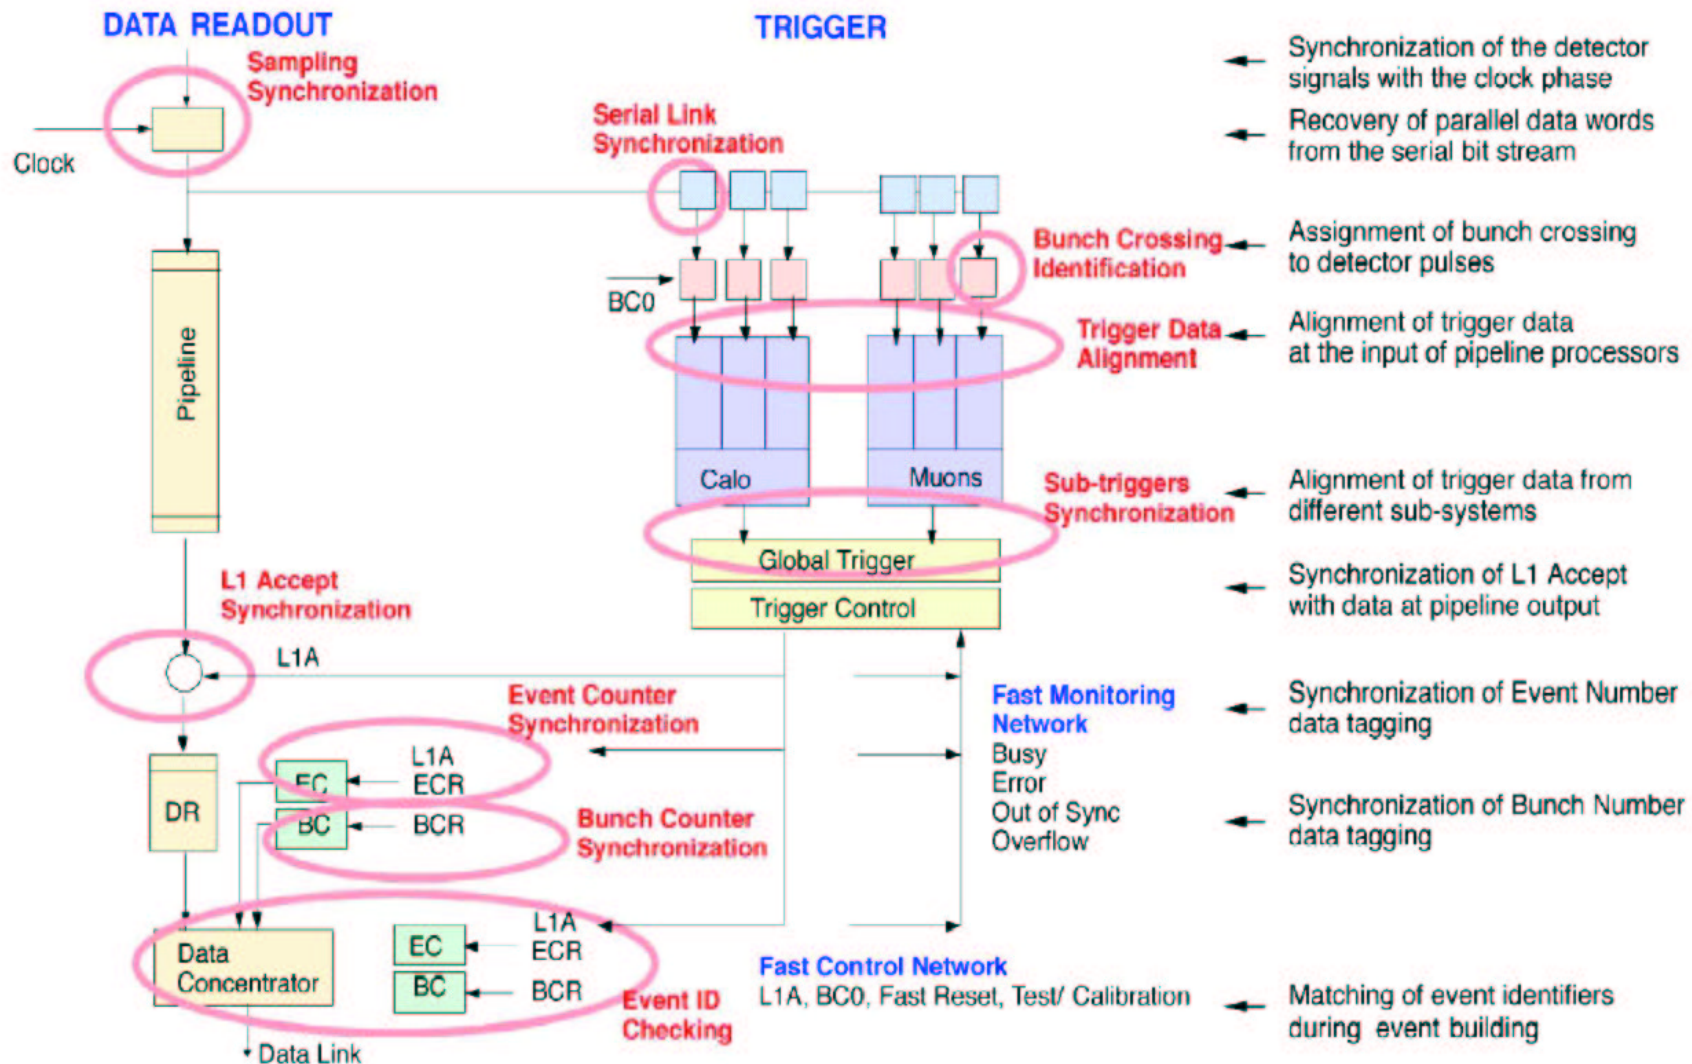 DATA READOUT
TRIGGER
Sampling
Synchronization
Clock
Serial Link
Synchronization
BC0
Bunch Crossing
Identification
Trigger Data
Alignment
Pipeline
Calo
Muons
Sub-triggers
Synchronization
Global Trigger
Trigger Control
L1 Accept
Synchronization
L1A
Event Counter
Synchronization
L1A
EC
ECR
DR
BC
BCR
Bunch Counter
Synchronization
Fast Monitoring
Network
Busy
Error
Out of Sync
Overflow
Data
Concentrator
L1A
EC
ECR
BC
BCR
Event ID
Checking
Data Link
Fast Control Network
L1A, BC0, Fast Reset, Test/ Calibration
Synchronization of the detector
signals with the clock phase
Recovery of parallel data words
from the serial bit stream
Assignment of bunch crossing
to detector pulses
Alignment of trigger data
at the input of pipeline processors
Alignment of trigger data from
different sub-systems
Synchronization of L1 Accept
with data at pipeline output
Synchronization of Event Number
data tagging
Synchronization of Bunch Number
data tagging
Matching of event identifiers
during event building